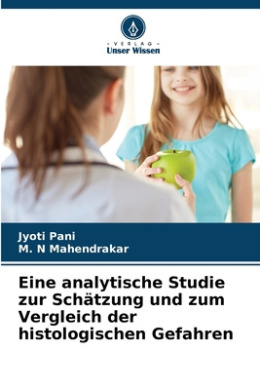 VERLAG
Unser Wissen
Jyoti Pani
M. N Mahendrakar
Eine analytische Studie
zur Schätzung und zum
Vergleich der
histologischen Gefahren